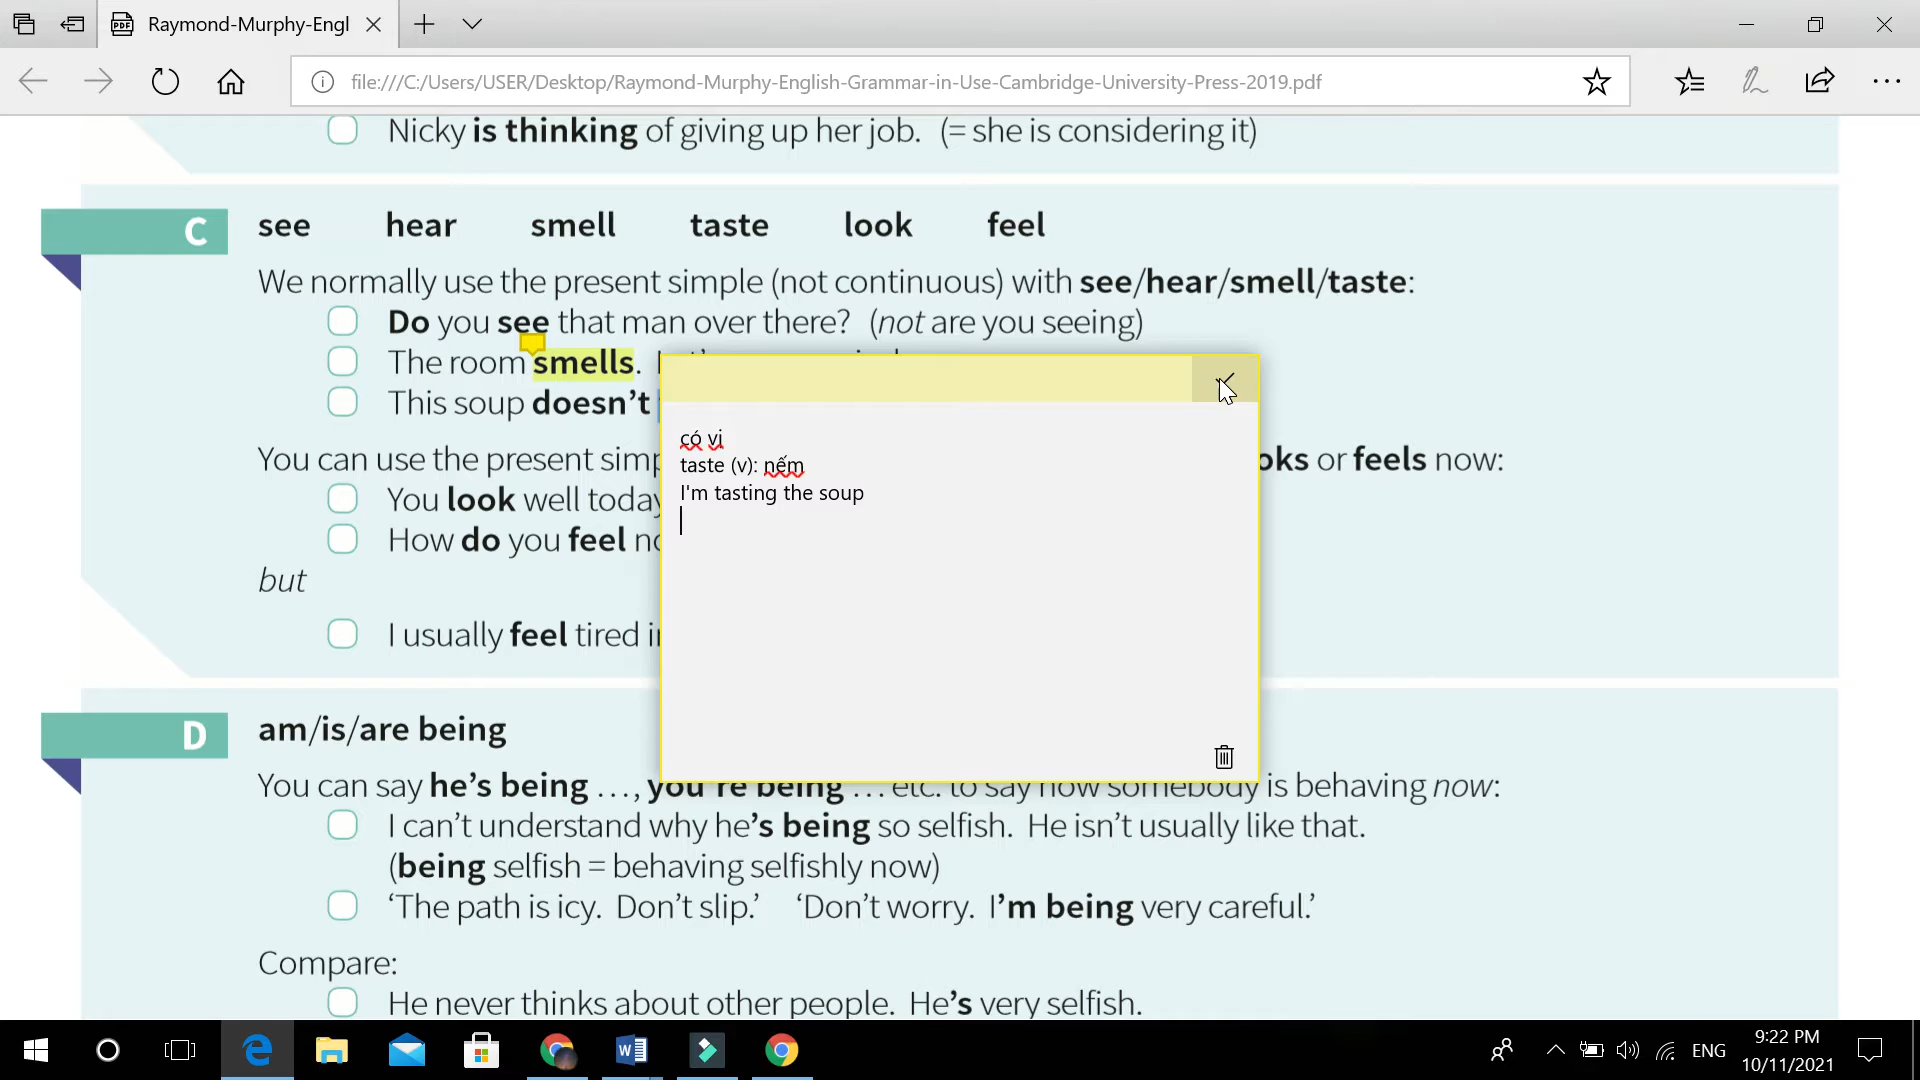 Raymond-Murphy-Engl
file:///C:/Users/USER/Desktop/Raymond-Murphy-English-Grammar-in-Use-Cambridge-University-Press-2019.pdf
Nicky is thinking of giving up her job. (= she is considering it)
C
see hear smell taste look feel
We normally use the present simple (not continuous) with see/hear/smell/taste:
Do you see that man over there? (not are you seeing)
The room smells.
This soup doesn’t
có vị
taste (v): nếm
I'm tasting the soup
You can use the present simp
oks or feels now:
You look well today
How do you feel no
but
I usually feel tired in
D
am/is/are being
You can say he’s being …, you’re being … etc. to say how somebody is behaving now:
I can’t understand why he’s being so selfish. He isn’t usually like that.
(being selfish = behaving selfishly now)
‘The path is icy. Don’t slip.’ ‘Don’t worry. I’m being very careful.’
Compare:
He never thinks about other people. He’s very selfish.
ENG
9:22 PM
10/11/2021